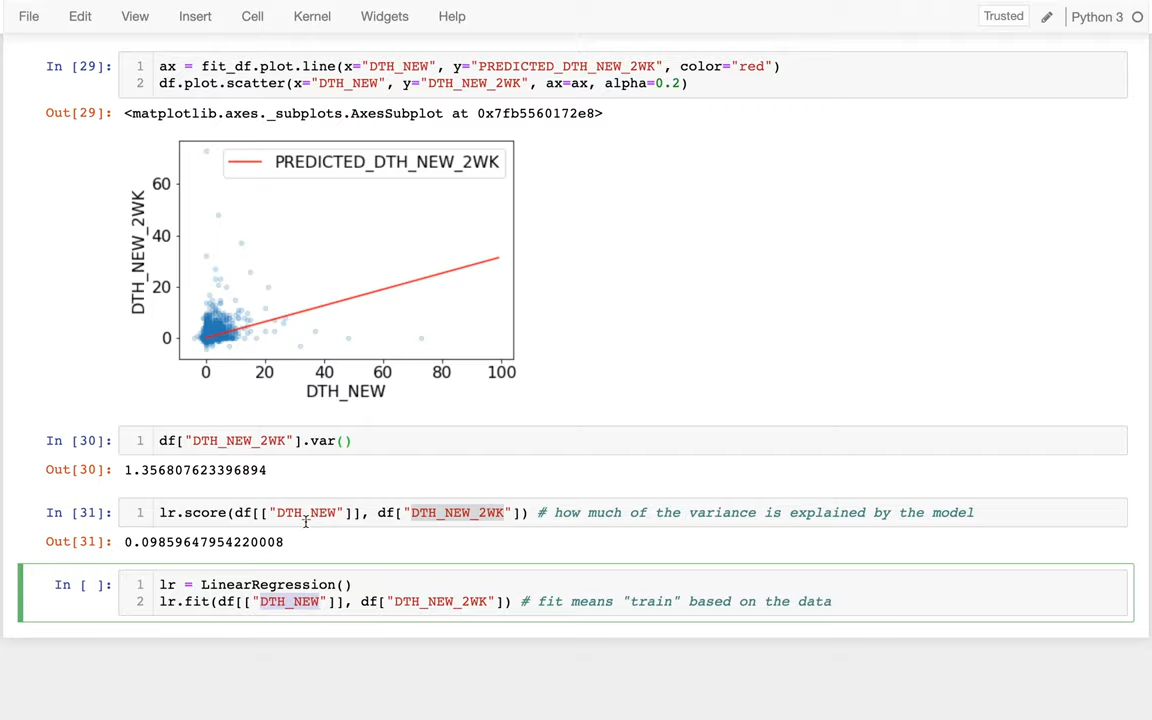 File Edit View Insert Cell Kernel Widgets Help Trusted Python 3
In [29]: 1 ax = fit_df.plot.line(x="DTH_NEW", y="PREDICTED_DTH_NEW_2WK", color="red")
2 df.plot.scatter(x="DTH_NEW", y="DTH_NEW_2WK", ax=ax, alpha=0.2)
Out[29]: <matplotlib.axes._subplots.AxesSubplot at 0x7fb5560172e8>
PREDICTED_DTH_NEW_2WK
60
40
20
0
DTH_NEW_2WK
0 20 40 60 80 100
DTH_NEW
In [30]: 1 df["DTH_NEW_2WK"].var()
Out[30]: 1.356807623396894
In [31]: 1 lr.score(df[["DTH_NEW"]], df["DTH_NEW_2WK"]) # how much of the variance is explained by the model
Out[31]: 0.09859647954220008
In [ ]: 1 lr = LinearRegression()
2 lr.fit(df[["DTH_NEW"]], df["DTH_NEW_2WK"]) # fit means "train" based on the data